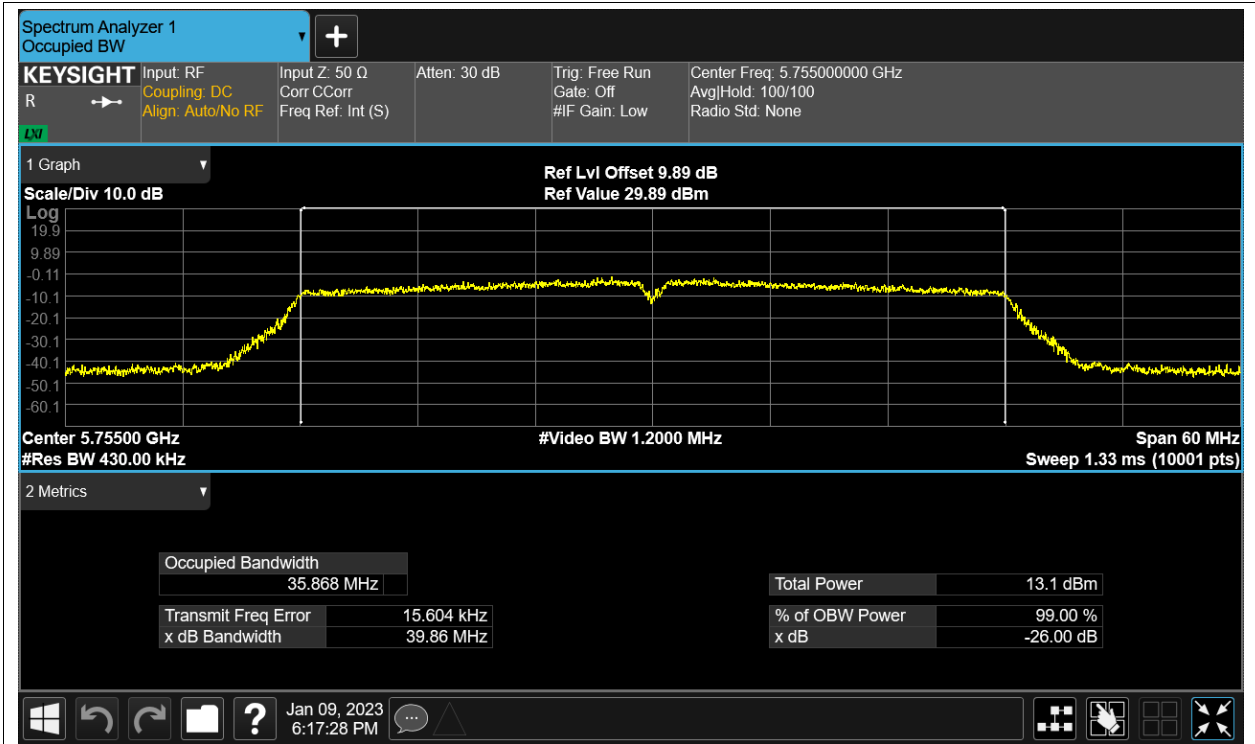 Spectrum Analyzer 1
Occupied BW
KEYSIGHT
R
LXI
Input: RF
Coupling: DC
Align: Auto/No RF
Input Z: 50 Ω
Corr CCorr
Freq Ref: Int (S)
Atten: 30 dB
Trig: Free Run
Gate: Off
#IF Gain: Low
Center Freq: 5.755000000 GHz
Avg|Hold: 100/100
Radio Std: None
1 Graph
Scale/Div 10.0 dB
Ref Lvl Offset 9.89 dB
Ref Value 29.89 dBm
Log
19.9
9.89
-0.11
-10.1
-20.1
-30.1
-40.1
-50.1
-60.1
Center 5.75500 GHz
#Video BW 1.2000 MHz
Span 60 MHz
#Res BW 430.00 kHz
Sweep 1.33 ms (10001 pts)
2 Metrics
Occupied Bandwidth
35.868 MHz
Total Power 13.1 dBm
Transmit Freq Error 15.604 kHz
% of OBW Power 99.00 %
x dB Bandwidth 39.86 MHz
x dB -26.00 dB
?
Jan 09, 2023
6:17:28 PM